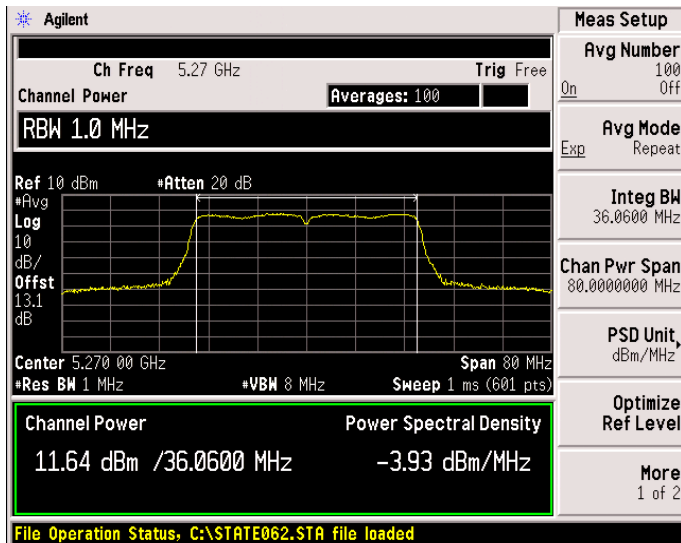 Agilent
Ch Freq 5.27 GHz Trig Free
Channel Power Averages: 100
RBW 1.0 MHz
Ref 10 dBm #Atten 20 dB
#Avg
Log
10
dB/
Offst
13.1
dB
Center 5.270 00 GHz Span 80 MHz
#Res BW 1 MHz #VBW 8 MHz Sweep 1 ms (601 pts)
Channel Power Power Spectral Density
11.64 dBm /36.0600 MHz -3.93 dBm/MHz
File Operation Status, C:\STATE062.STA file loaded
Meas Setup
Avg Number
100
On Off
Avg Mode
Exp Repeat
Integ BW
36.0600 MHz
Chan Pwr Span
80.0000000 MHz
PSD Unit
dBm/MHz
Optimize
Ref Level
More
1 of 2